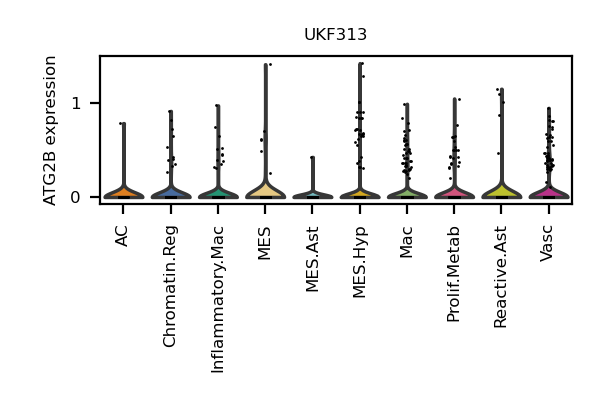 UKF313
ATG2B expression
1
0
AC
Chromatin.Reg
Inflammatory.Mac
MES
MES.Ast
MES.Hyp
Mac
Prolif.Metab
Reactive.Ast
Vasc